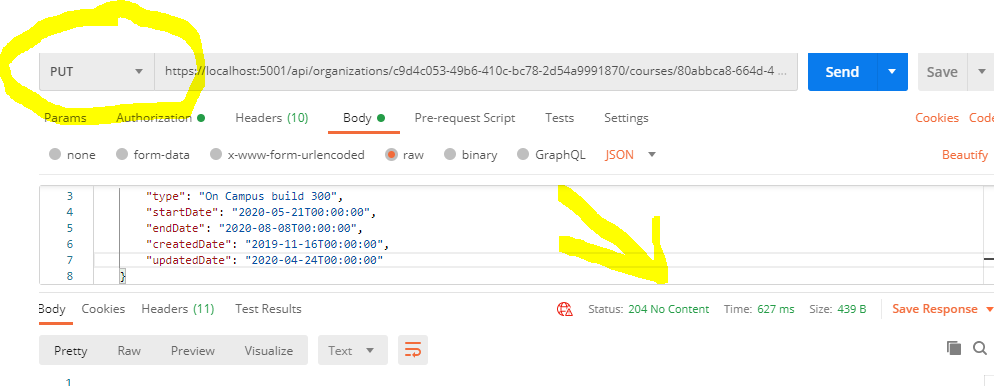 PUT https://localhost:5001/api/organizations/c9d4c053-49b6-410c-bc78-2d54a9991870/courses/80abbca8-664d-4 ... Send Save
Params Authorization Headers (10) Body Pre-request Script Tests Settings Cookies Code
none form-data x-www-form-urlencoded raw binary GraphQL JSON Beautify
3 "type": "On Campus build 300",
4 "startDate": "2020-05-21T00:00:00",
5 "endDate": "2020-08-08T00:00:00",
6 "createdDate": "2019-11-16T00:00:00",
7 "updatedDate": "2020-04-24T00:00:00"
8 }
Body Cookies Headers (11) Test Results Status: 204 No Content Time: 627 ms Size: 439 B Save Response
Pretty Raw Preview Visualize Text
1